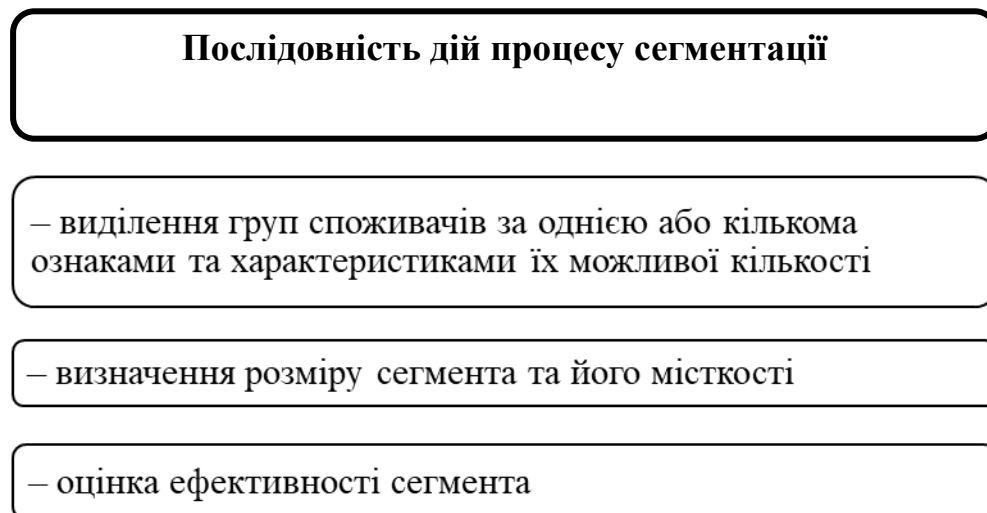 Послідовність дій процесу сегментації
– виділення груп споживачів за однією або кількома
ознаками та характеристиками їх можливої кількості
– визначення розміру сегмента та його місткості
– оцінка ефективності сегмента